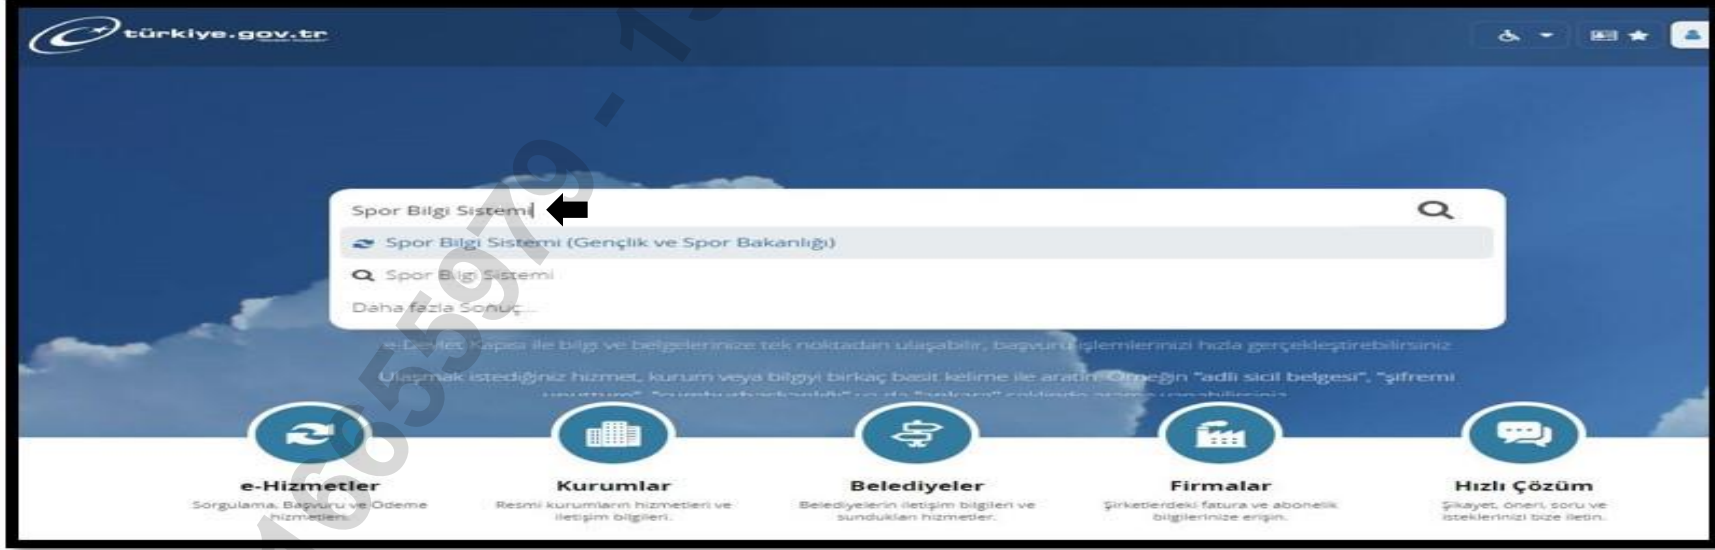 türkiye.gov.tr
Spor Bilgi Sistemi
Spor Bilgi Sistemi (Gençlik ve Spor Bakanlığı)
Spor Bilgi Sistemi
Daha fazla Sonuç...
e-Devlet Kapısı ile bilgi ve belgelerinize tek noktadan ulaşabilir, başvuru işlemlerinizi hızla gerçekleştirebilirsiniz
Ulaşmak istediğiniz hizmet, kurum veya bilgiyi birkaç basit kelime ile aratın. Örneğin "adli sicil belgesi", "şifremi
e-Hizmetler
Sorgulama, Başvuru ve Ödeme
hizmetleri.
Kurumlar
Resmi kurumların hizmetleri ve
iletişim bilgileri.
Belediyeler
Belediyelerin iletişim bilgileri ve
sundukları hizmetler.
Firmalar
Şirketlerdeki fatura ve abonelik
bilgilerinize erişin.
Hızlı Çözüm
Şikayet, öneri, soru ve
isteklerinizi bize iletin.